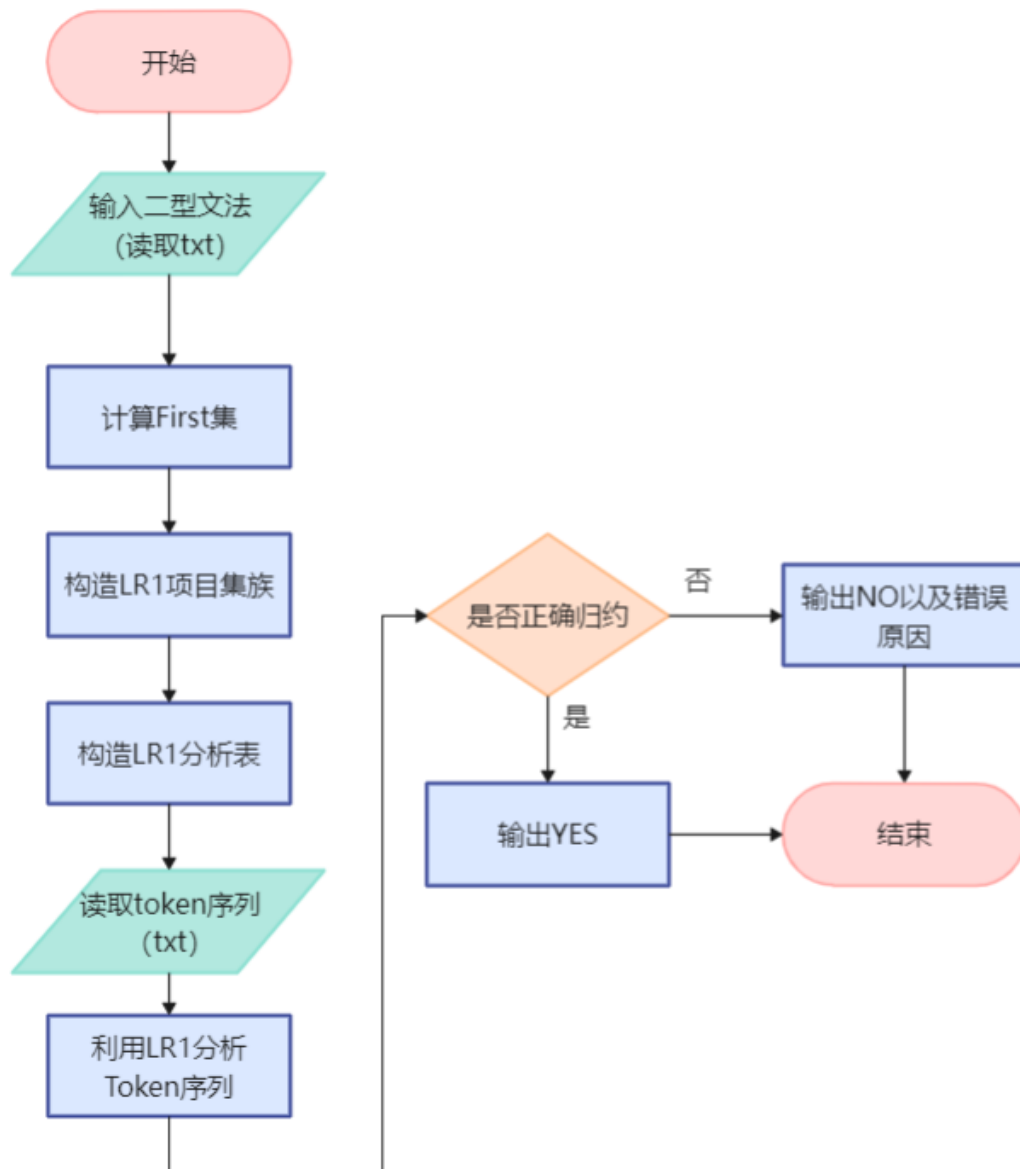 开始
输入二型文法
（读取txt）
计算First集
构造LR1项目集族
构造LR1分析表
读取token序列
（txt）
利用LR1分析
Token序列
是否正确归约
否
输出NO以及错误
原因
是
输出YES
结束